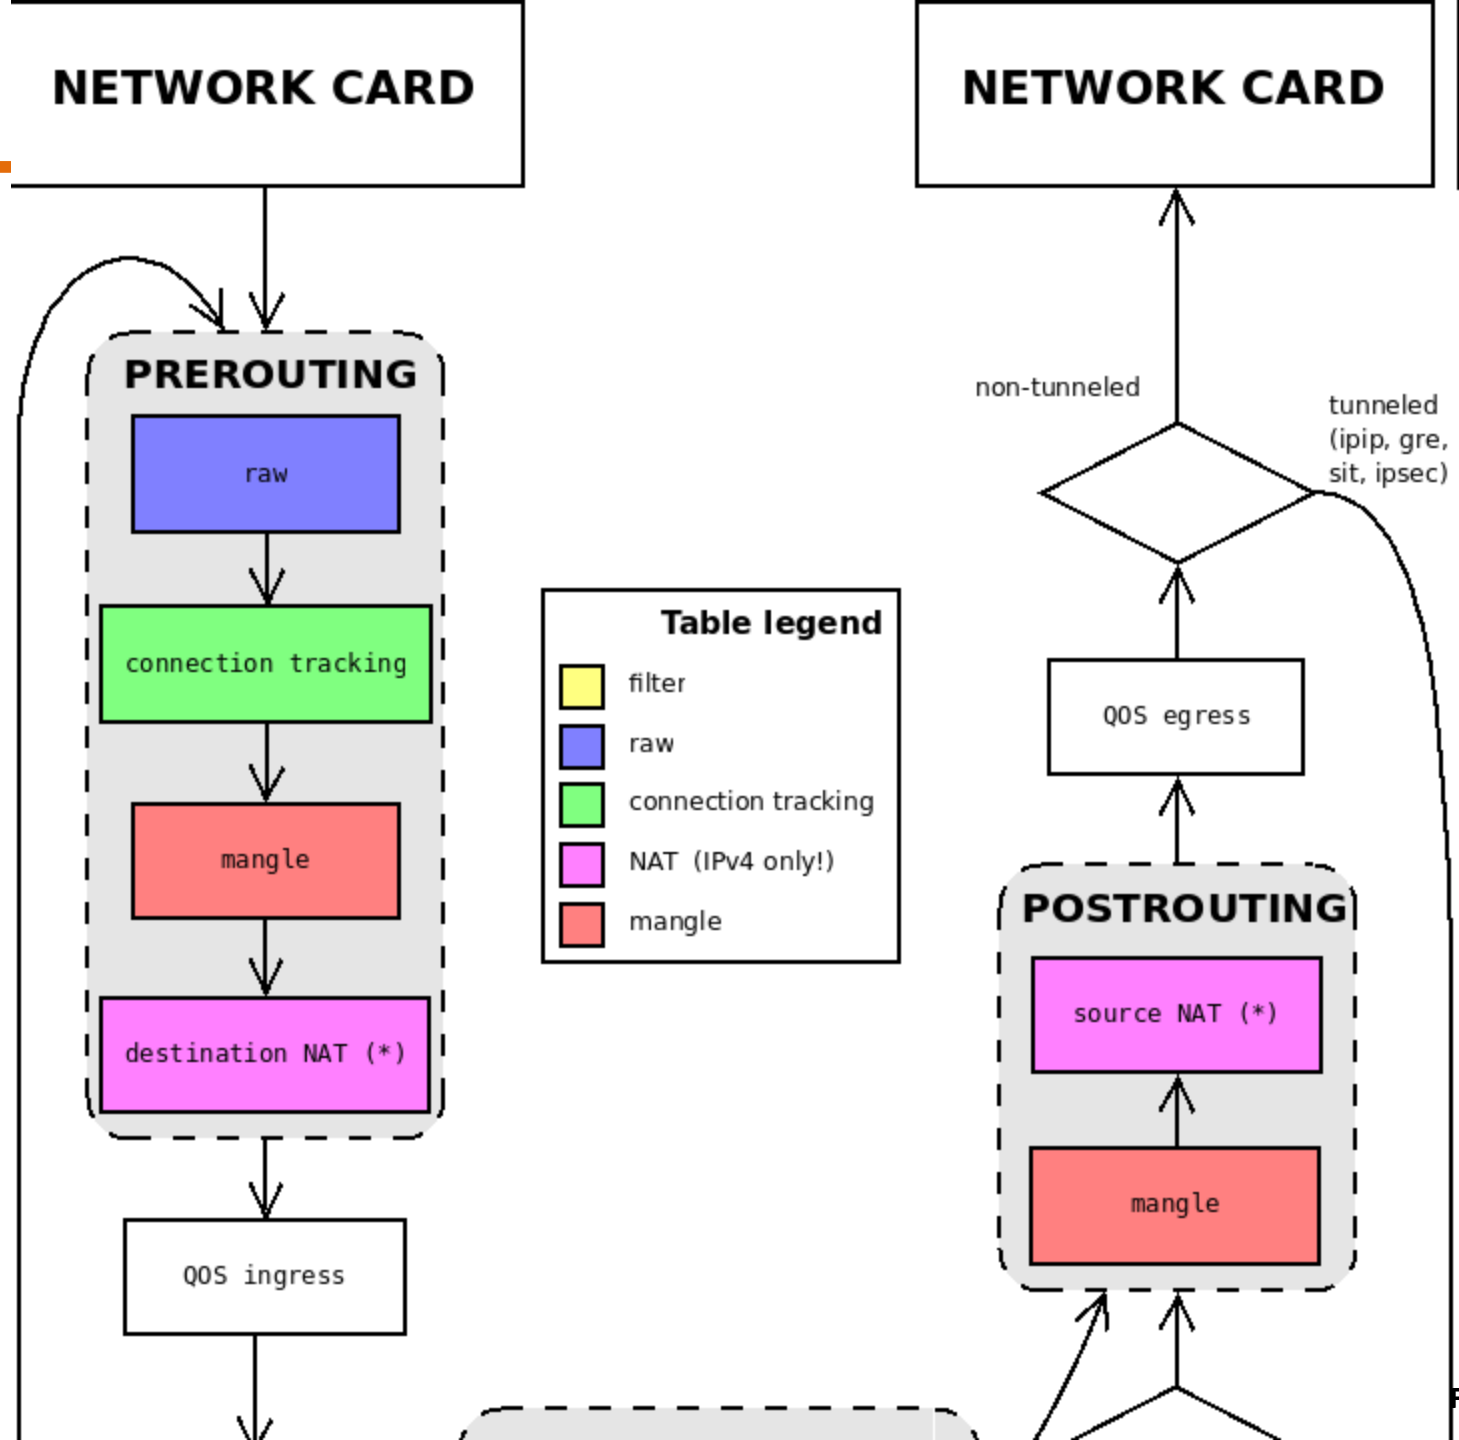 NETWORK CARD
NETWORK CARD
PREROUTING
raw
connection tracking
mangle
destination NAT (*)
QOS ingress
Table legend
filter
raw
connection tracking
NAT (IPv4 only!)
mangle
non-tunneled
tunneled
(ipip, gre,
sit, ipsec)
QOS egress
POSTROUTING
source NAT (*)
mangle